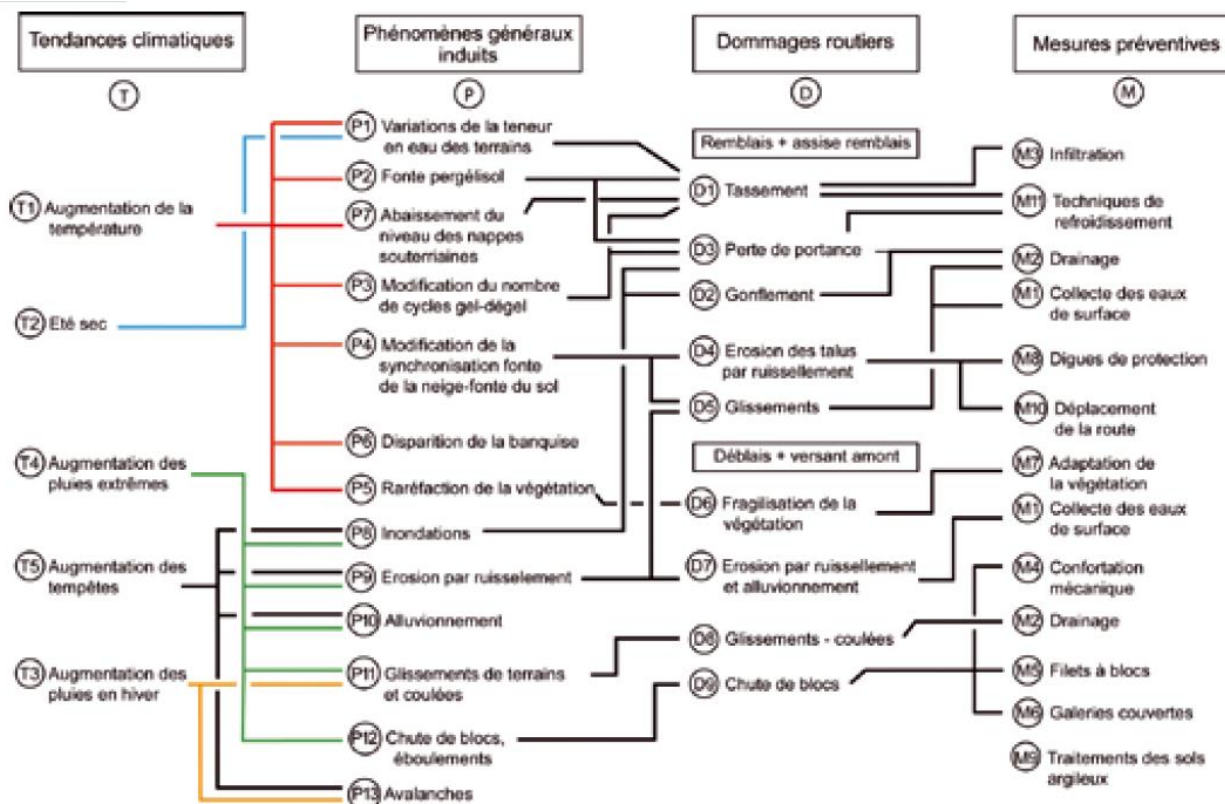 Tendances climatiques
T
T1 Augmentation de la
température
T2 Eté sec
T4 Augmentation des
pluies extrêmes
T5 Augmentation des
tempêtes
T3 Augmentation des
pluies en hiver
Phénomènes généraux
induits
P
P1 Variations de la teneur
en eau des terrains
P2 Fonte pergélisol
P7 Abaissement du
niveau des nappes
souterriaines
P3 Modification du nombre
de cycles gel-dégel
P4 Modification de la
synchronisation fonte
de la neige-fonte du sol
P6 Disparition de la banquise
P5 Raréfaction de la végétation
P8 Inondations
P9 Erosion par ruisselement
P10 Alluvionnement
P11 Glissements de terrains
et coulées
P12 Chute de blocs,
éboulements
P13 Avalanches
Dommages routiers
D
Remblais + assise remblais
D1 Tassement
D3 Perte de portance
D2 Gonflement
D4 Erosion des talus
par ruissellement
D5 Glissements
Déblais + versant amont
D6 Fragilisation de la
végétation
D7 Erosion par ruissellement
et alluvionnement
D8 Glissements - coulées
D9 Chute de blocs
Mesures préventives
M
M3 Infiltration
M11 Techniques de
refroidissement
M2 Drainage
M1 Collecte des eaux
de surface
M8 Digues de protection
M10 Déplacement
de la route
M7 Adaptation de
la végétation
M1 Collecte des eaux
de surface
M4 Confortation
mécanique
M2 Drainage
M5 Filets à blocs
M6 Galeries couvertes
M9 Traitements des sols
argileux